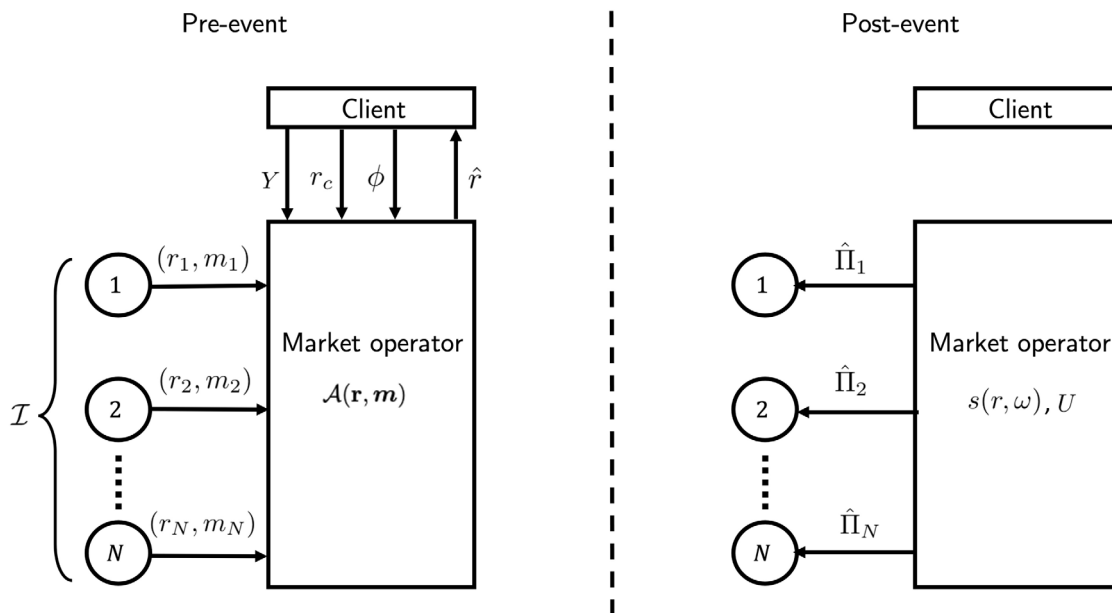 Pre-event
Client
Y r_c ϕ r̂
(r_1, m_1)
1
Market operator
𝒜(𝐫, 𝒎)
(r_2, m_2)
2
ℐ
(r_N, m_N)
N
Post-event
Client
Π̂_1
1
Market operator
s(r, ω), U
Π̂_2
2
Π̂_N
N